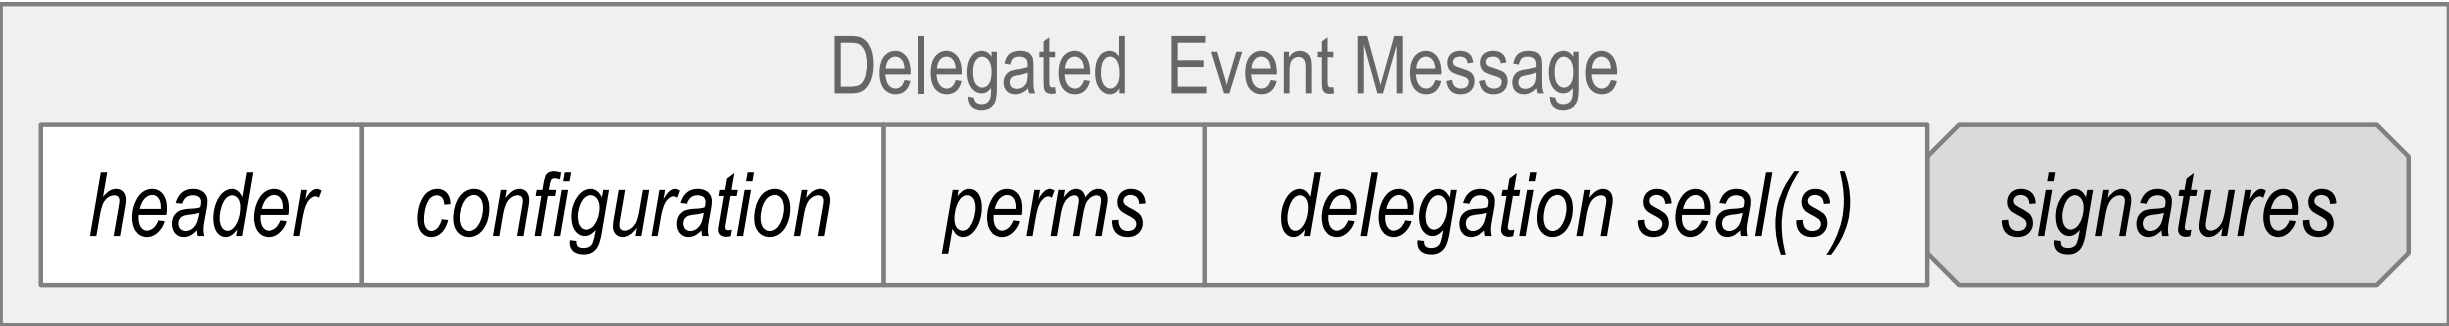 Delegated Event Message
header configuration perms delegation seal(s) signatures